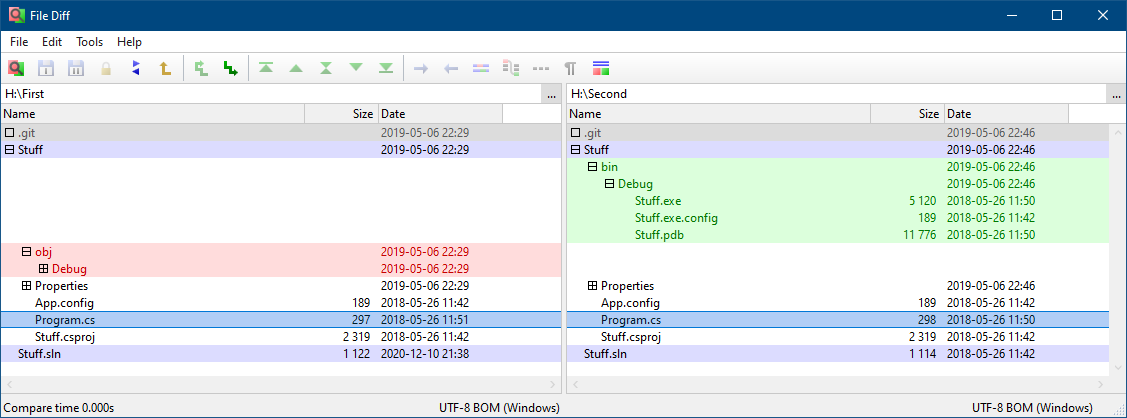 File Diff
File Edit Tools Help
H:\First ...
Name Size Date
.git 2019-05-06 22:29
Stuff 2019-05-06 22:29
obj 2019-05-06 22:29
Debug 2019-05-06 22:29
Properties 2019-05-06 22:29
App.config 189 2018-05-26 11:42
Program.cs 297 2018-05-26 11:51
Stuff.csproj 2 319 2018-05-26 11:42
Stuff.sln 1 122 2020-12-10 21:38
H:\Second ...
Name Size Date
.git 2019-05-06 22:46
Stuff 2019-05-06 22:46
bin 2019-05-06 22:46
Debug 2019-05-06 22:46
Stuff.exe 5 120 2018-05-26 11:50
Stuff.exe.config 189 2018-05-26 11:42
Stuff.pdb 11 776 2018-05-26 11:50
Properties 2019-05-06 22:46
App.config 189 2018-05-26 11:42
Program.cs 298 2018-05-26 11:50
Stuff.csproj 2 319 2018-05-26 11:42
Stuff.sln 1 114 2018-05-26 11:42
Compare time 0.000s UTF-8 BOM (Windows) UTF-8 BOM (Windows)